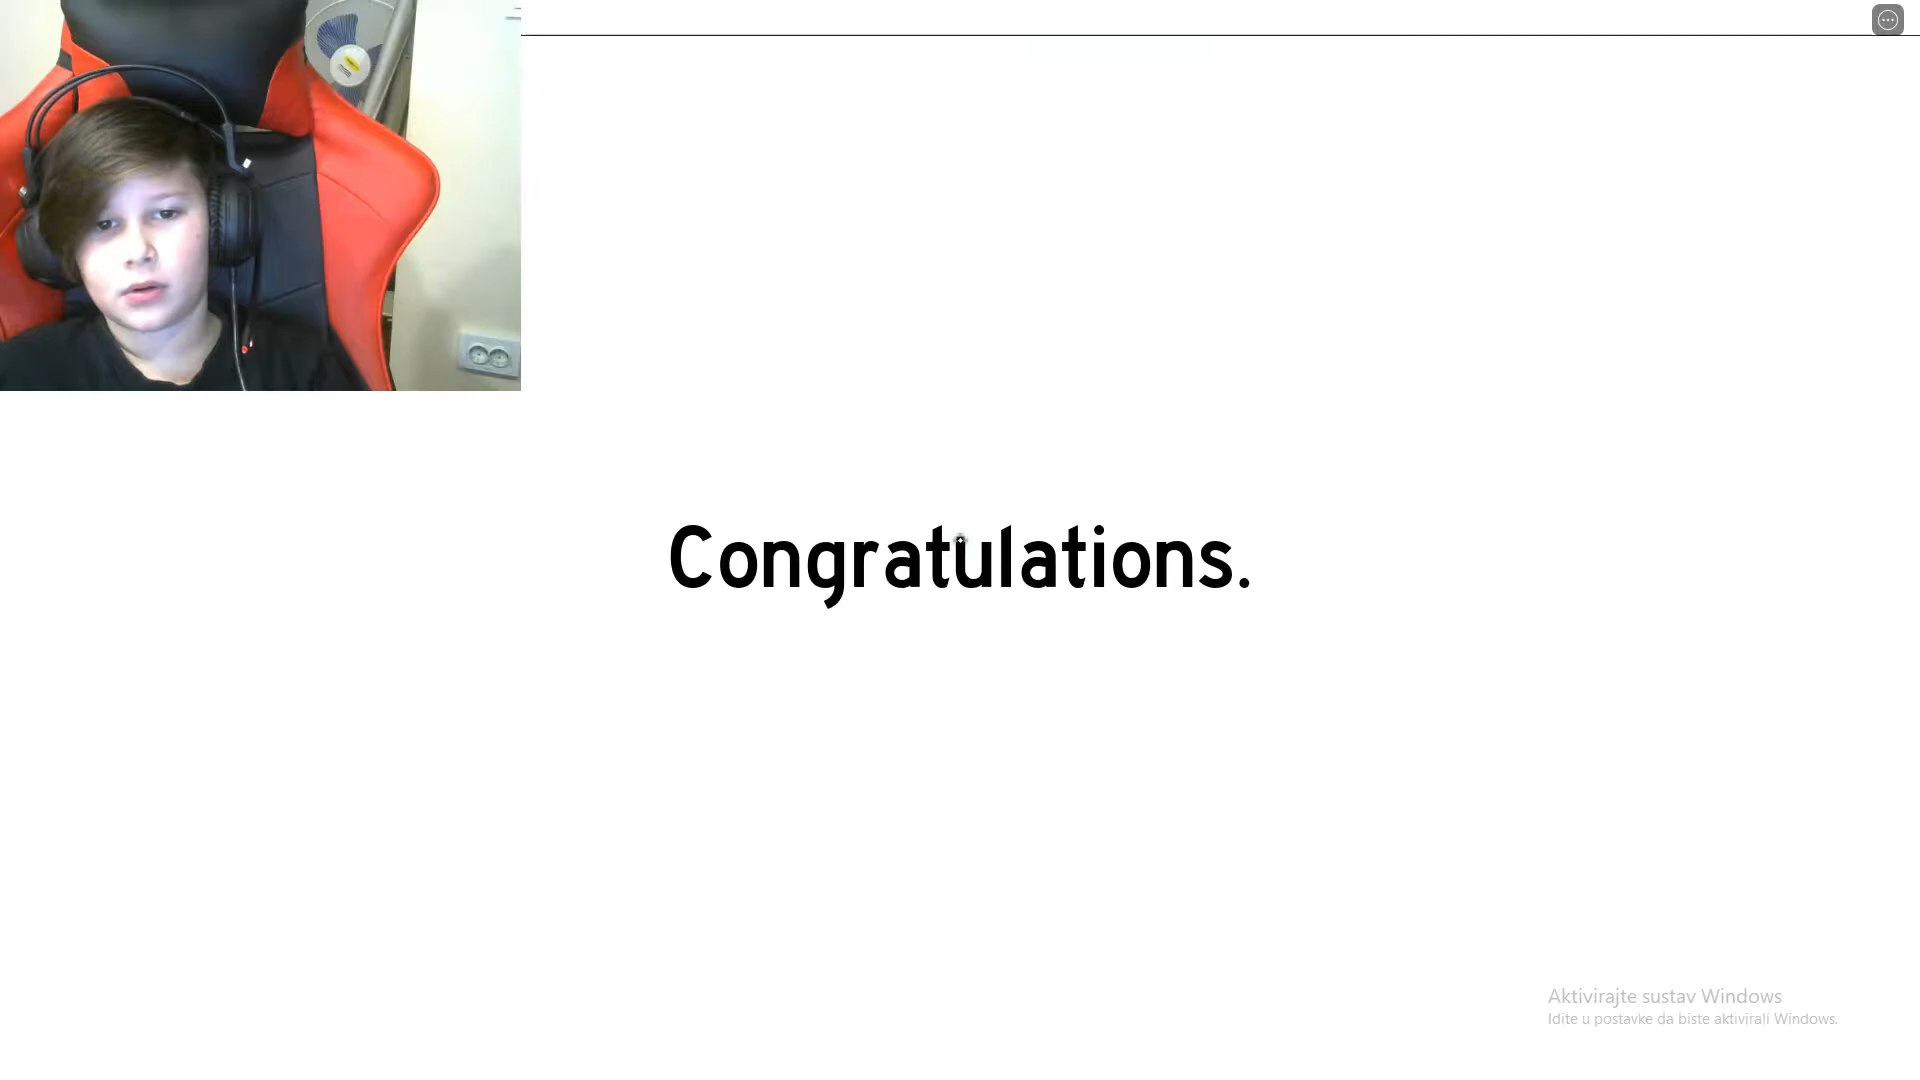 Congratulations.
Aktivirajte sustav Windows
Idite u postavke da biste aktivirali Windows.